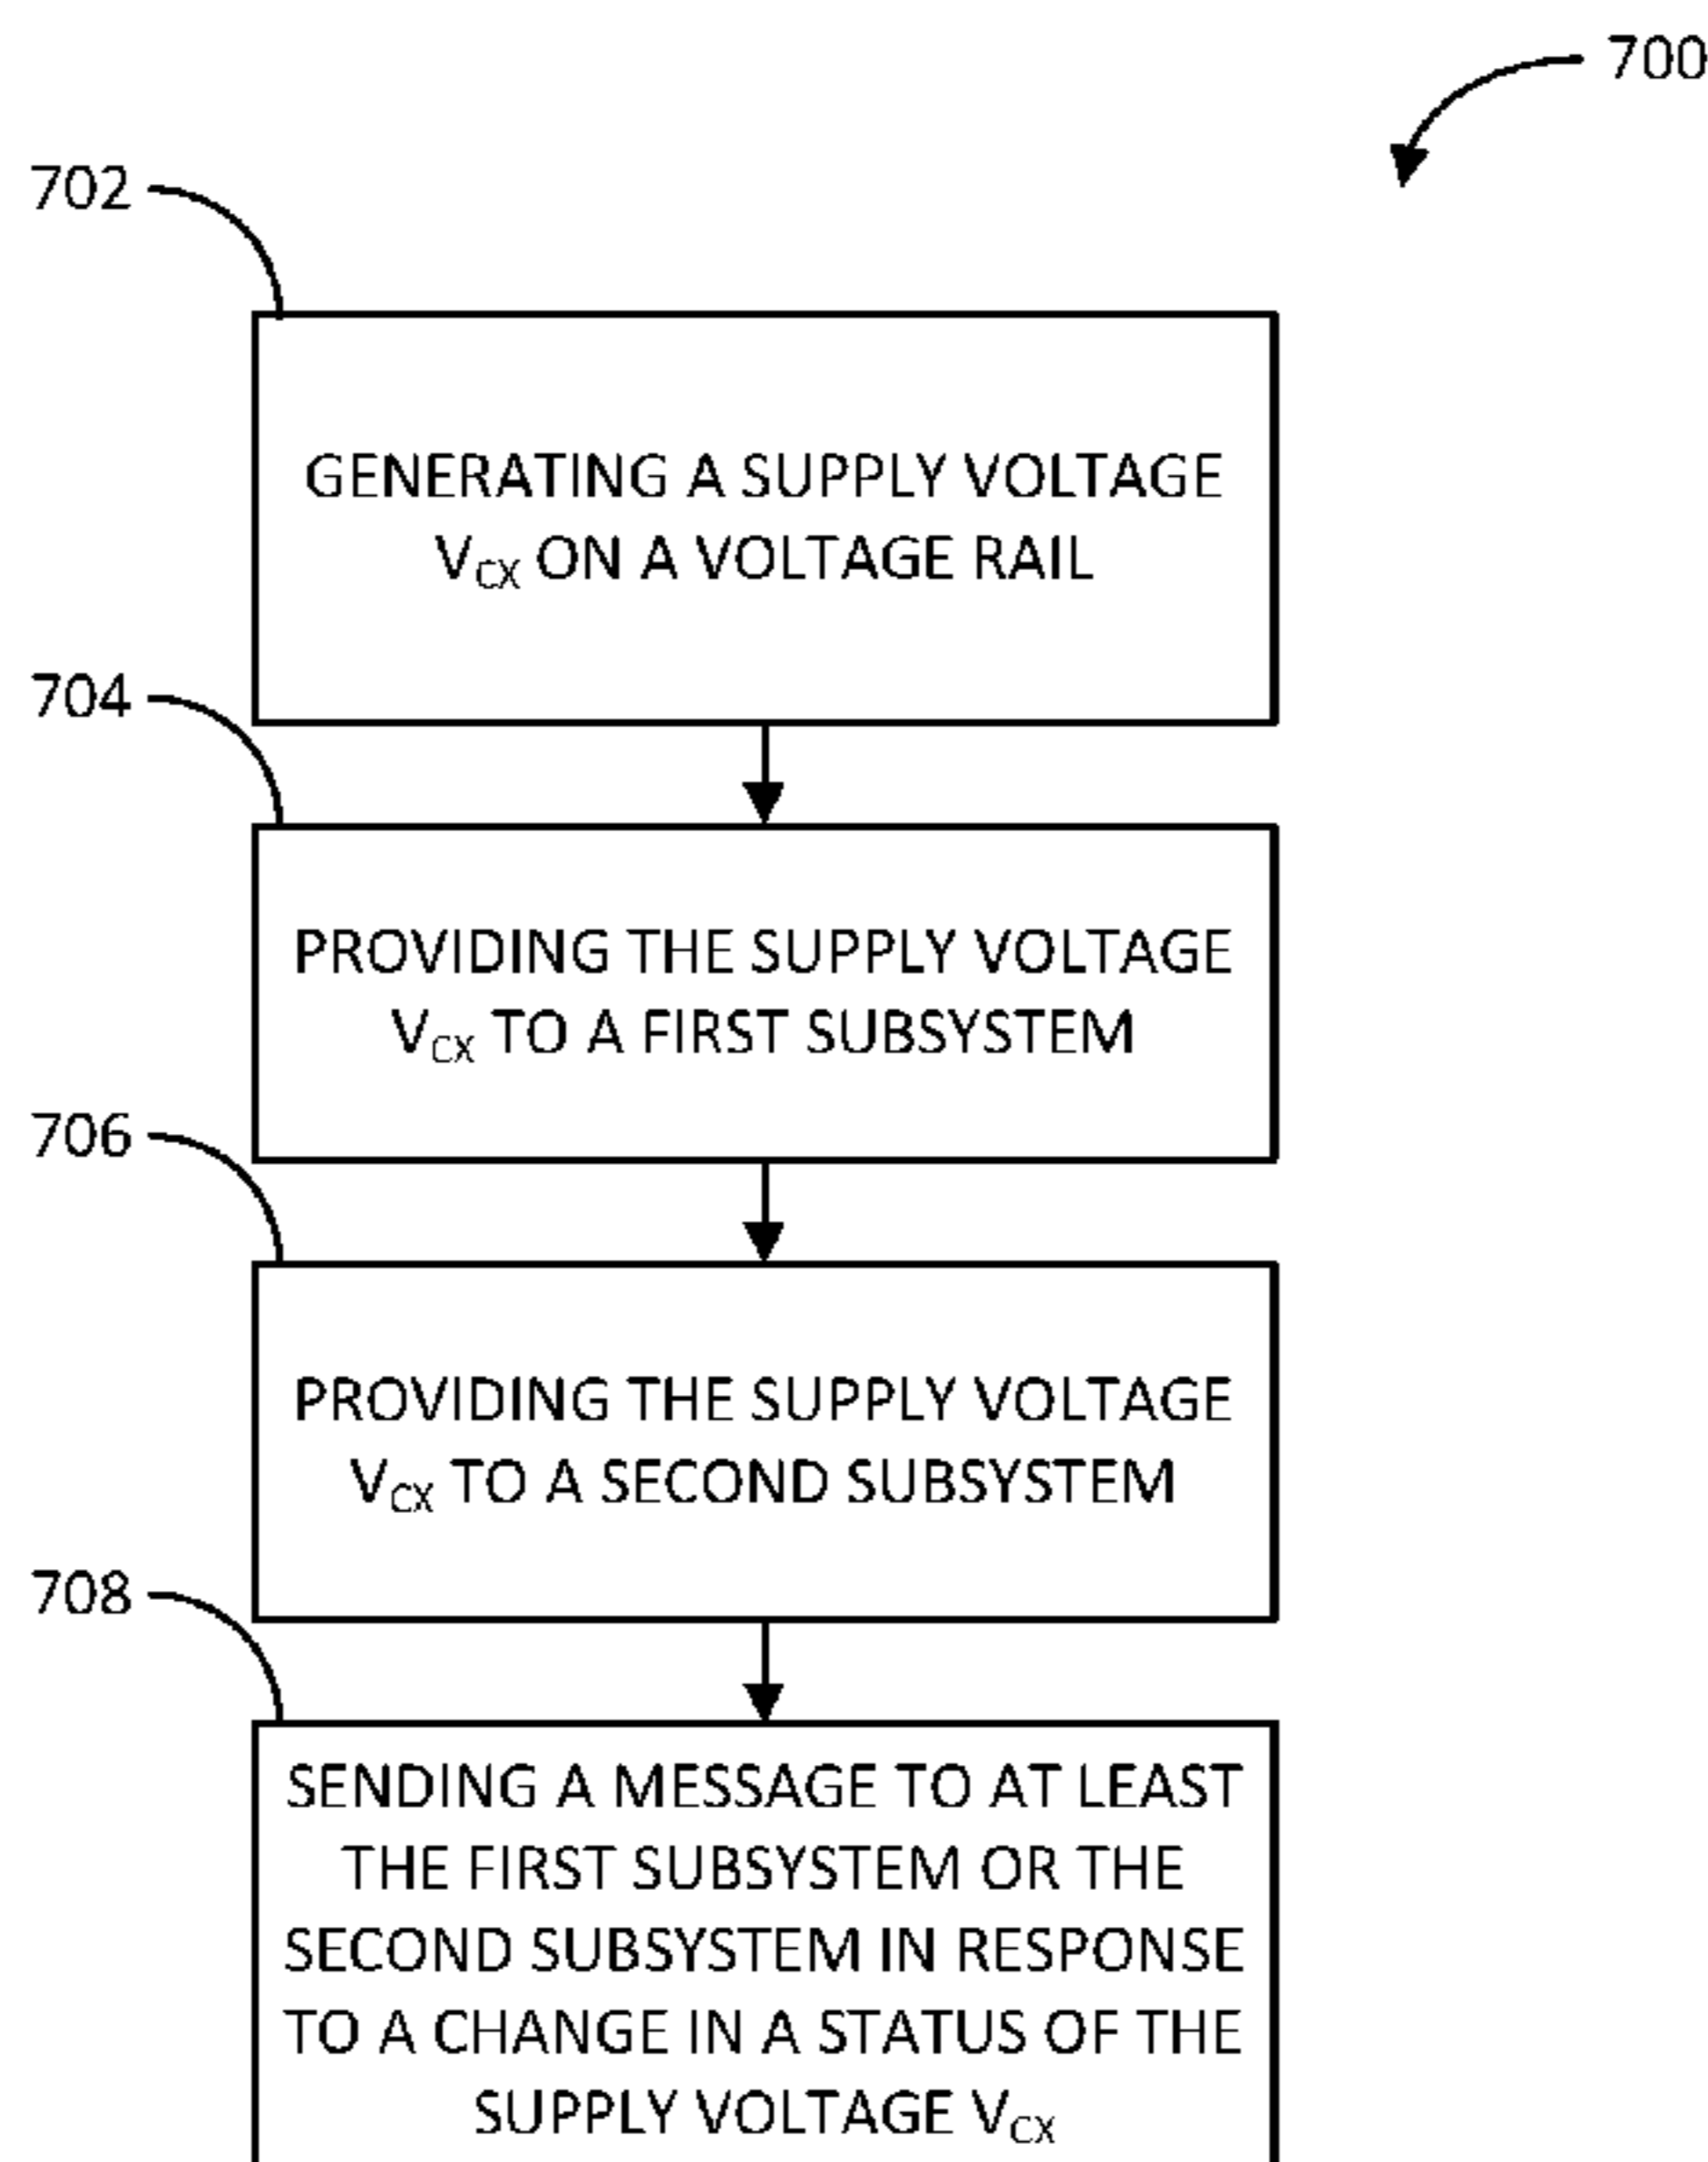 700
702
GENERATING A SUPPLY VOLTAGE
VCX ON A VOLTAGE RAIL
704
PROVIDING THE SUPPLY VOLTAGE
VCX TO A FIRST SUBSYSTEM
706
PROVIDING THE SUPPLY VOLTAGE
VCX TO A SECOND SUBSYSTEM
708
SENDING A MESSAGE TO AT LEAST
THE FIRST SUBSYSTEM OR THE
SECOND SUBSYSTEM IN RESPONSE
TO A CHANGE IN A STATUS OF THE
SUPPLY VOLTAGE VCX